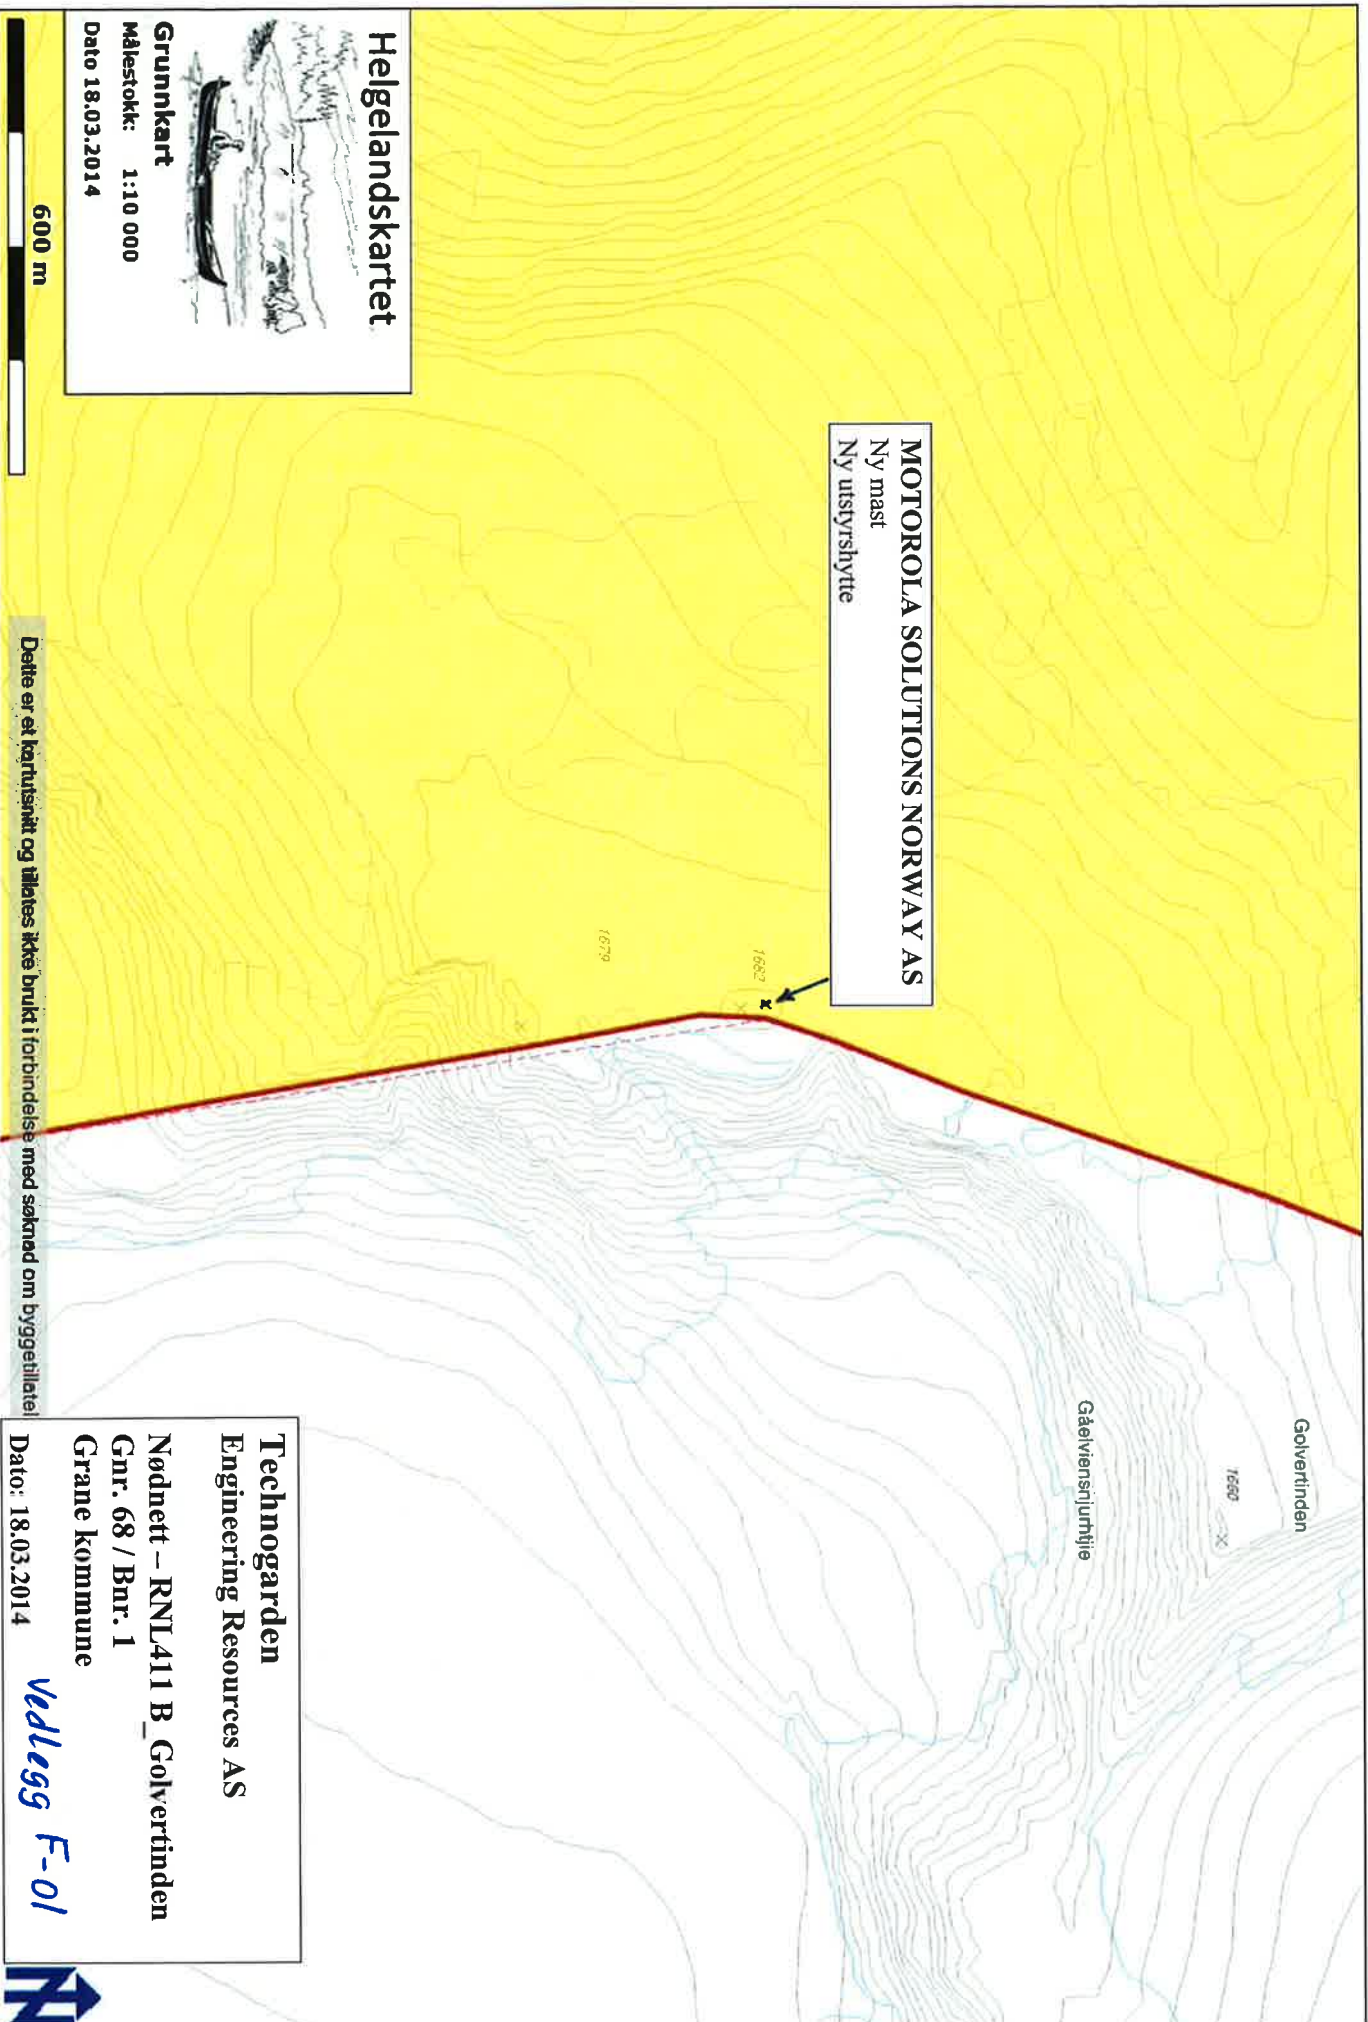 MOTOROLA SOLUTIONS NORWAY AS
Ny mast
Ny utstyrshytte
Golvertinden
1660
Gåelviensnjurhtjie
1682
1679
Helgelandskartet
Grunnkart
Målestokk: 1:10 000
Dato 18.03.2014
600 m
Dette er et kartutsnitt og tillates ikke brukt i forbindelse med søknad om byggetillatel
Technogarden
Engineering Resources AS
Nødnett – RNL411 B_Golvertinden
Gnr. 68 / Bnr. 1
Grane kommune
Dato: 18.03.2014
Vedlegg F-01
N